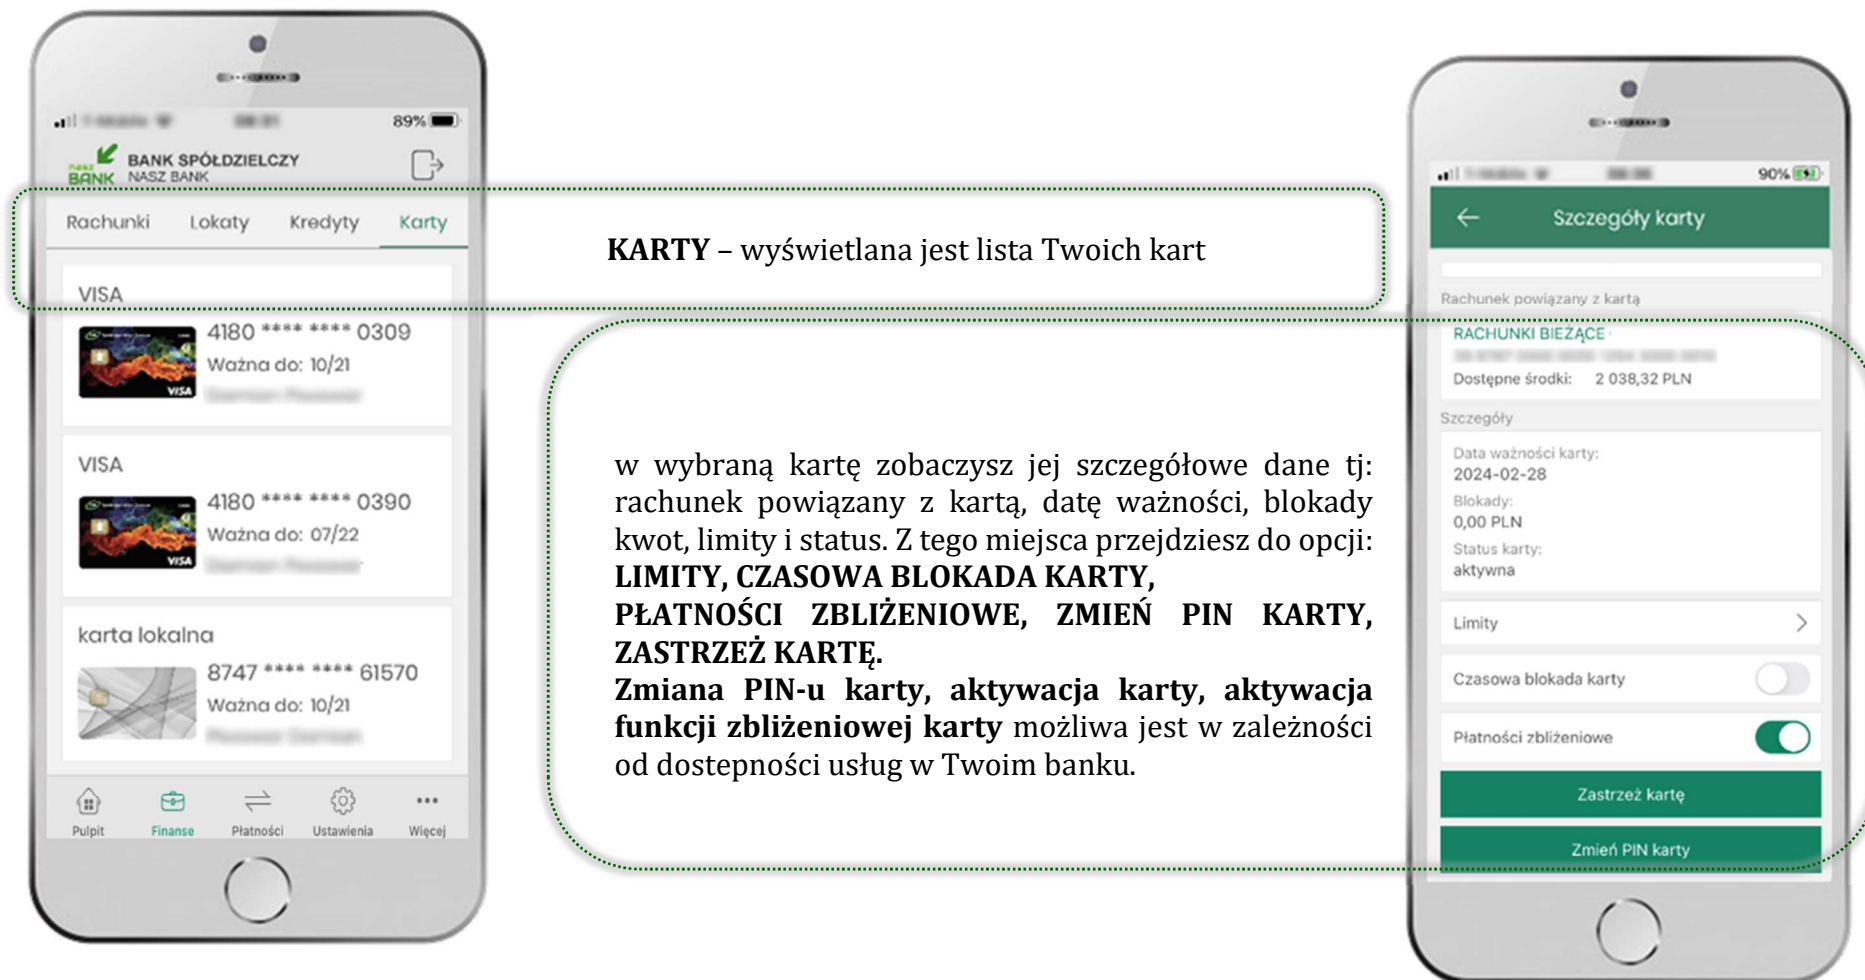 89%
nasz
BANK
BANK SPÓŁDZIELCZY
NASZ BANK
Rachunki Lokaty Kredyty Karty
VISA
4180 **** **** 0309
Ważna do: 10/21
VISA
VISA
4180 **** **** 0390
Ważna do: 07/22
VISA
karta lokalna
8747 **** **** 61570
Ważna do: 10/21
Pulpit Finanse Płatności Ustawienia Więcej
KARTY – wyświetlana jest lista Twoich kart
w wybraną kartę zobaczysz jej szczegółowe dane tj:
rachunek powiązany z kartą, datę ważności, blokady
kwot, limity i status. Z tego miejsca przejdziesz do opcji:
LIMITY, CZASOWA BLOKADA KARTY,
PŁATNOŚCI ZBLIŻENIOWE, ZMIEŃ PIN KARTY,
ZASTRZEŻ KARTĘ.
Zmiana PIN-u karty, aktywacja karty, aktywacja
funkcji zbliżeniowej karty możliwa jest w zależności
od dostepności usług w Twoim banku.
90%
Szczegóły karty
Rachunek powiązany z kartą
RACHUNKI BIEŻĄCE
Dostępne środki: 2 038,32 PLN
Szczegóły
Data ważności karty:
2024-02-28
Blokady:
0,00 PLN
Status karty:
aktywna
Limity
Czasowa blokada karty
Płatności zbliżeniowe
Zastrzeż kartę
Zmień PIN karty